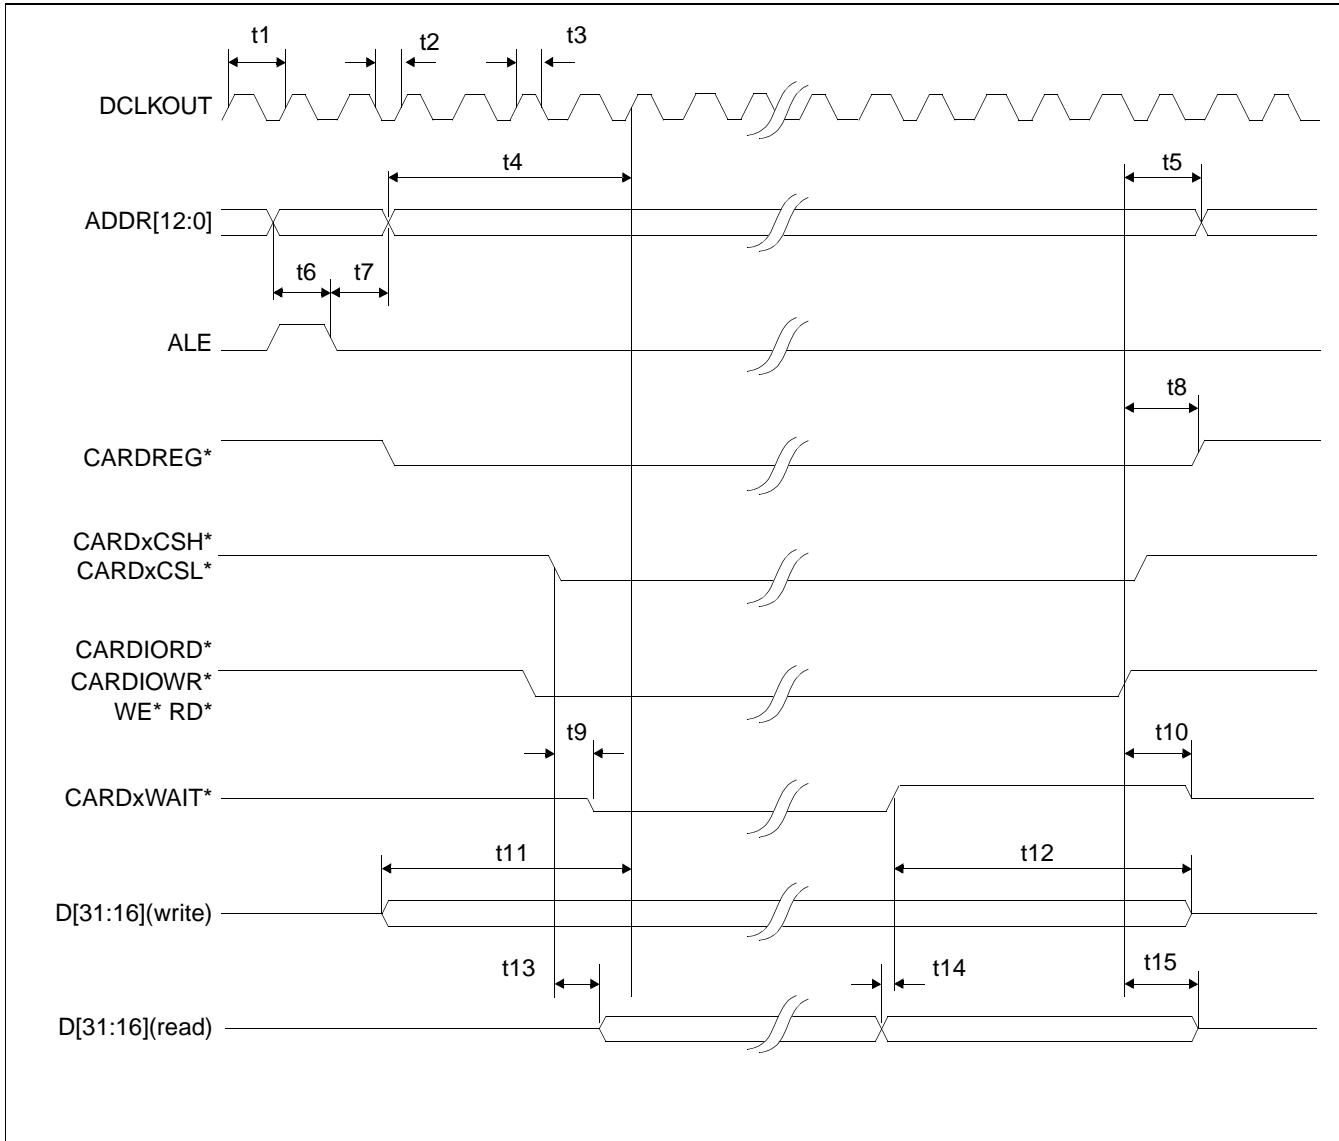 t1
t2
t3
DCLKOUT
t4
t5
ADDR[12:0]
t6
t7
ALE
t8
CARDREG*
CARDxCSH*
CARDxCSL*
CARDIORD*
CARDIOWR*
WE* RD*
t9
t10
CARDxWAIT*
t11
t12
D[31:16](write)
t13
t14
t15
D[31:16](read)